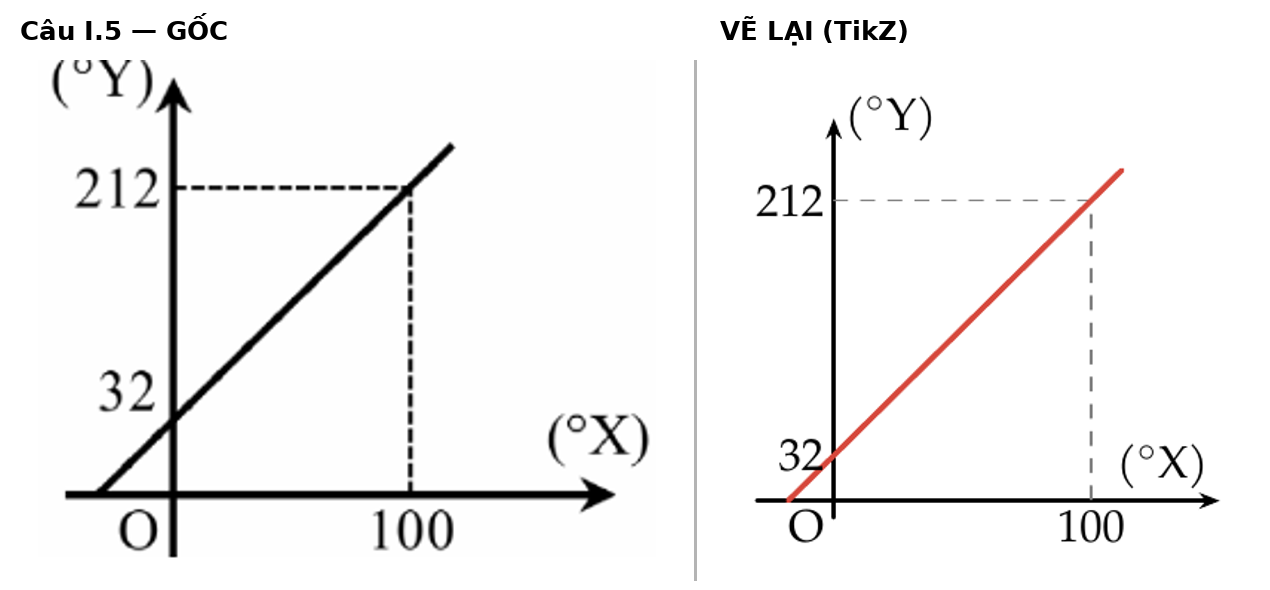 Câu I.5 — GỐC
(°Y)
212
32
(°X)
O
100
VẼ LẠI (TikZ)
(°Y)
212
32
(°X)
O
100